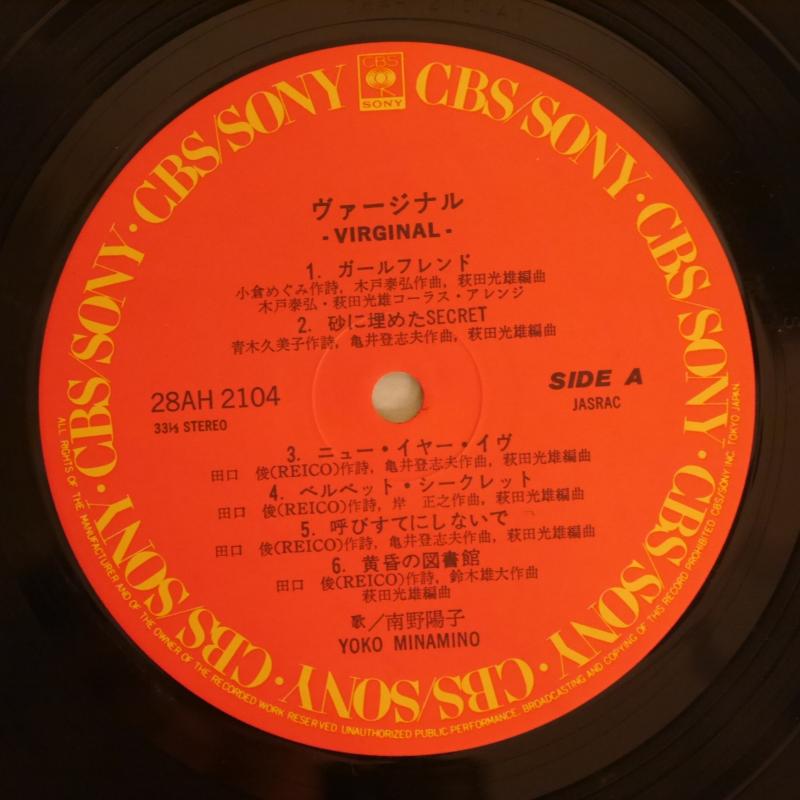 CBS
SONY
CBS/SONY · CBS/SONY · CBS/SONY · CBS/SONY · CBS/SONY · CBS/SONY · CBS/SONY · CBS/SONY
ヴァージナル
-VIRGINAL-
1. ガールフレンド
小倉めぐみ作詩, 木戸泰弘作曲, 萩田光雄編曲
木戸泰弘・萩田光雄コーラス・アレンジ
2. 砂に埋めたSECRET
青木久美子作詩, 亀井登志夫作曲, 萩田光雄編曲
28AH 2104
33⅓ STEREO
SIDE A
JASRAC
3. ニュー・イヤー・イヴ
田口 俊(REICO)作詩, 亀井登志夫作曲, 萩田光雄編曲
4. ベルベット・シークレット
田口 俊(REICO)作詩, 岸 正之作曲, 萩田光雄編曲
5. 呼びすてにしないで
田口 俊(REICO)作詩, 亀井登志夫作曲, 萩田光雄編曲
6. 黄昏の図書館
田口 俊(REICO)作詩, 鈴木雄大作曲
萩田光雄編曲
歌/南野陽子
YOKO MINAMINO
ALL RIGHTS OF THE MANUFACTURER AND OF THE OWNER OF THE RECORDED WORK RESERVED UNAUTHORIZED PUBLIC PERFORMANCE. BROADCASTING AND COPYING OF THIS RECORD PROHIBITED CBS/SONY INC. TOKYO JAPAN.